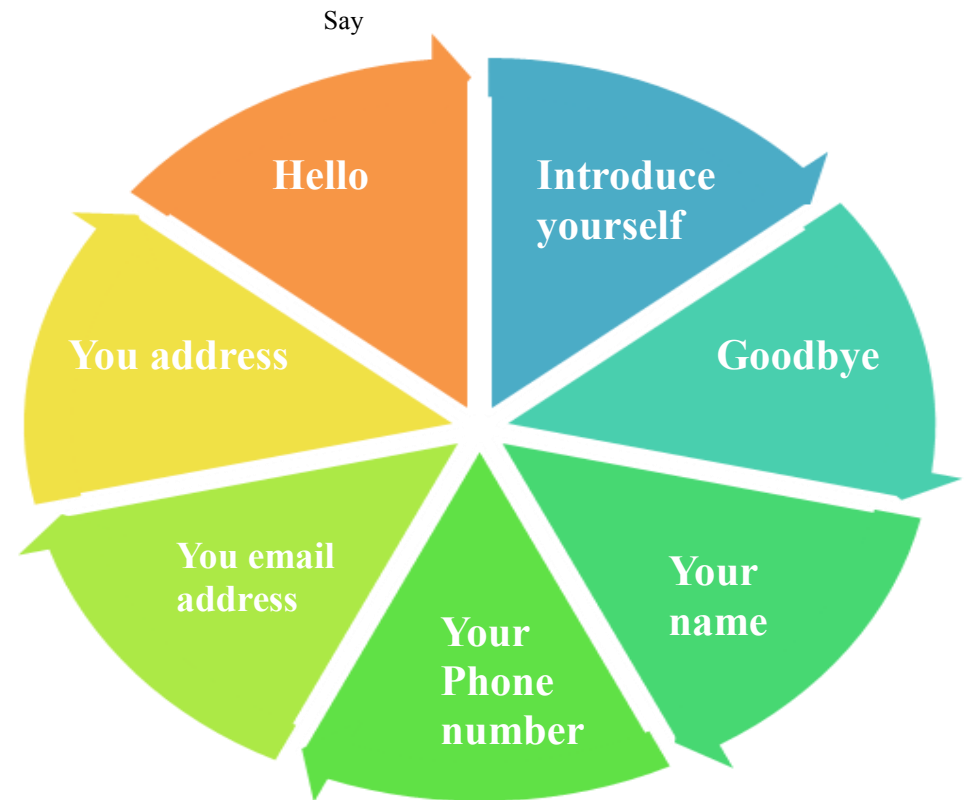 Say
Hello
Introduce
yourself
Goodbye
Your
name
Your
Phone
number
You email
address
You address